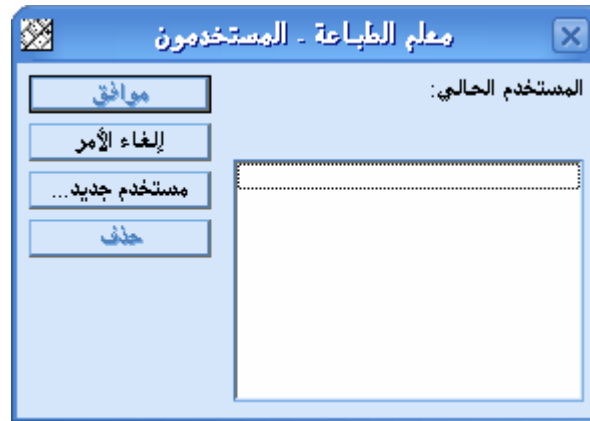 معلم الطباعة - المستخدمون
المستخدم الحالي:
موافق
إلغاء الأمر
مستخدم جديد...
حذف